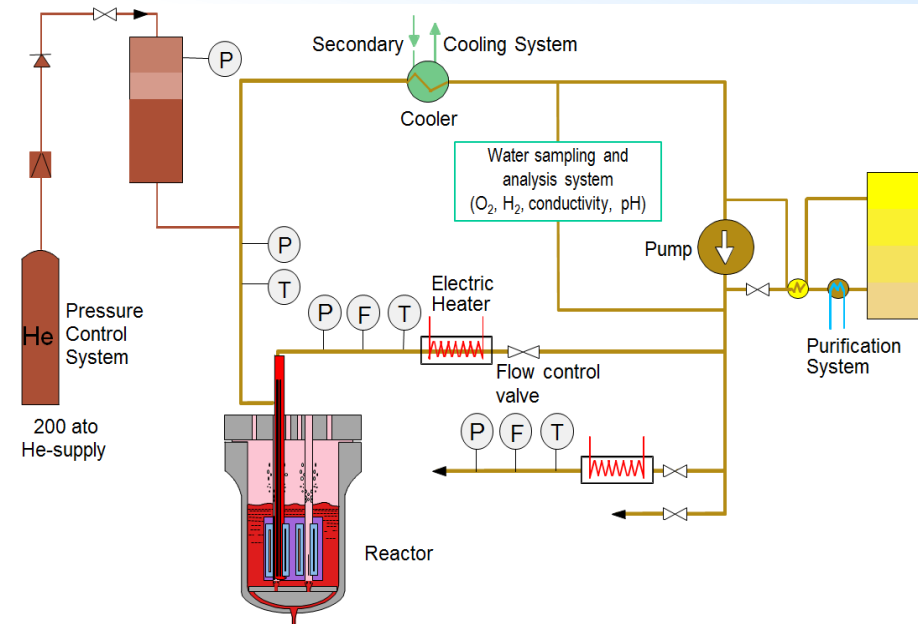 P
Secondary
Cooling System
Cooler
Water sampling and
analysis system
(O₂, H₂, conductivity, pH)
P
Pump
T
Electric
Heater
P
F
T
He
Pressure
Control
System
Purification
System
Flow control
valve
200 ato
He-supply
P
F
T
Reactor